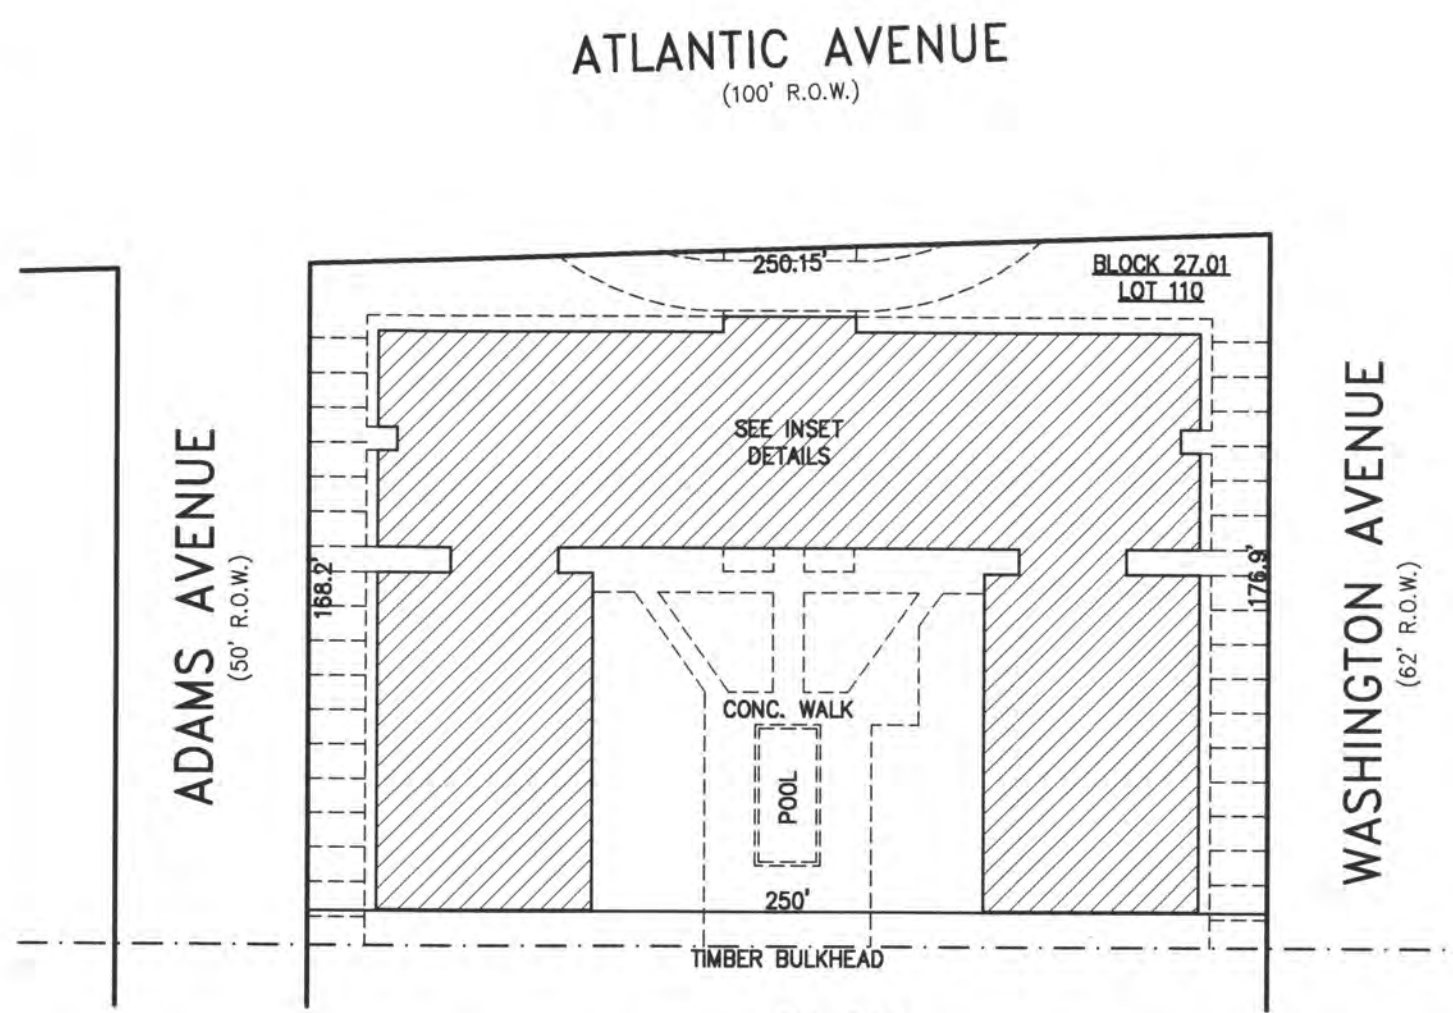 ATLANTIC AVENUE
(100' R.O.W.)
250.15'
BLOCK 27.01
LOT 110
SEE INSET
DETAILS
ADAMS AVENUE
(50' R.O.W.)
168.2'
176.9'
WASHINGTON AVENUE
(62' R.O.W.)
CONC. WALK
POOL
250'
TIMBER BULKHEAD